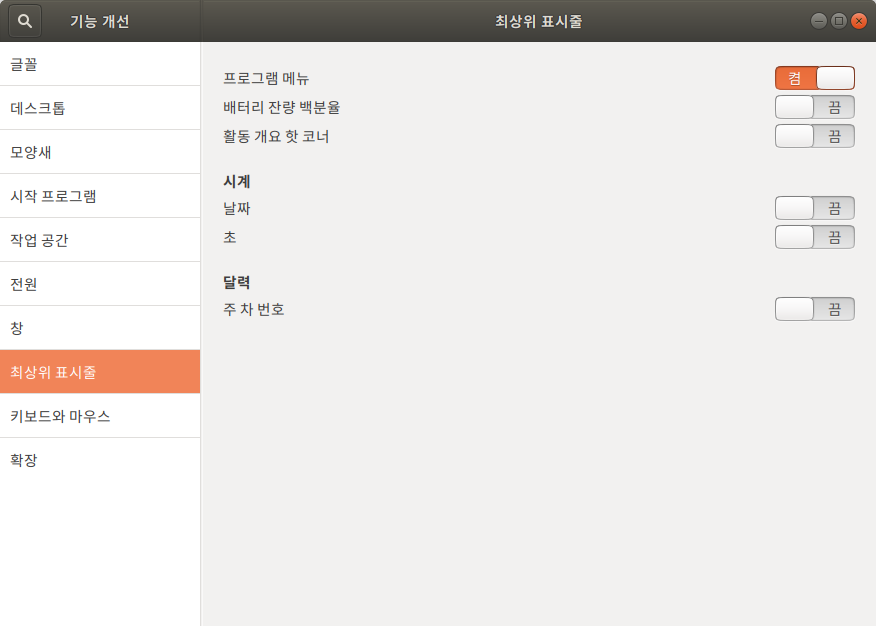 기능 개선
최상위 표시줄
글꼴
데스크톱
모양새
시작 프로그램
작업 공간
전원
창
최상위 표시줄
키보드와 마우스
확장
프로그램 메뉴 켬
배터리 잔량 백분율 끔
활동 개요 핫 코너 끔
시계
날짜 끔
초 끔
달력
주 차 번호 끔